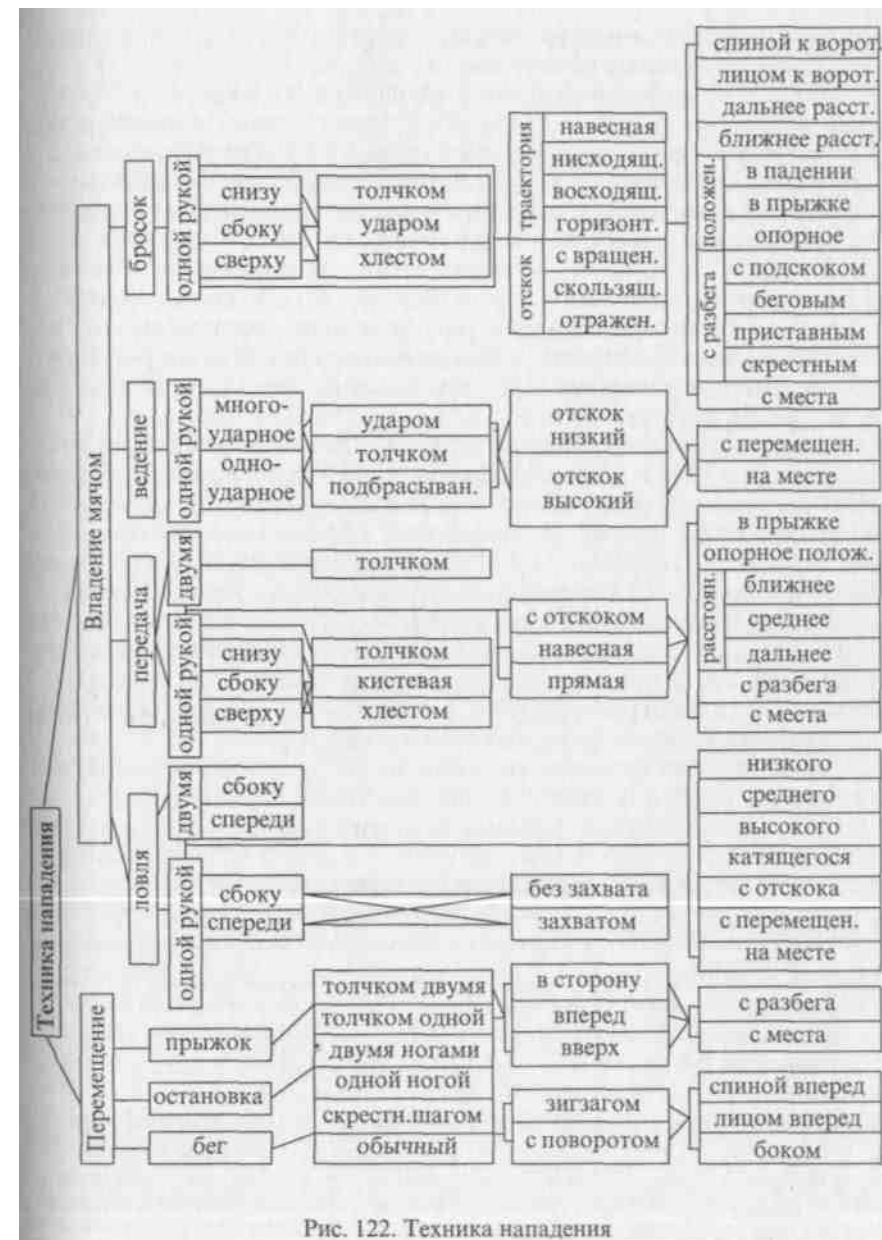 Техника нападения
Владение мячом
бросок
одной рукой
снизу
сбоку
сверху
толчком
ударом
хлестом
траектория
навесная
нисходящ.
восходящ.
горизонт.
отскок
с вращен.
скользящ.
отражен.
спиной к ворот.
лицом к ворот.
дальнее расст.
ближнее расст.
положен.
в падении
в прыжке
опорное
с разбега
с подскоком
беговым
приставным
скрестным
с места
ведение
одной рукой
много-
ударное
одно-
ударное
ударом
толчком
подбрасыван.
отскок
низкий
отскок
высокий
с перемещен.
на месте
передача
двумя
толчком
одной рукой
снизу
сбоку
сверху
толчком
кистевая
хлестом
с отскоком
навесная
прямая
в прыжке
опорное полож.
расстоян.
ближнее
среднее
дальнее
с разбега
с места
ловля
двумя
сбоку
спереди
одной рукой
сбоку
спереди
без захвата
захватом
низкого
среднего
высокого
катящегося
с отскока
с перемещен.
на месте
Перемещение
прыжок
толчком двумя
толчком одной
в сторону
вперед
вверх
с разбега
с места
остановка
двумя ногами
одной ногой
бег
скрестн.шагом
обычный
зигзагом
с поворотом
спиной вперед
лицом вперед
боком
Рис. 122. Техника нападения